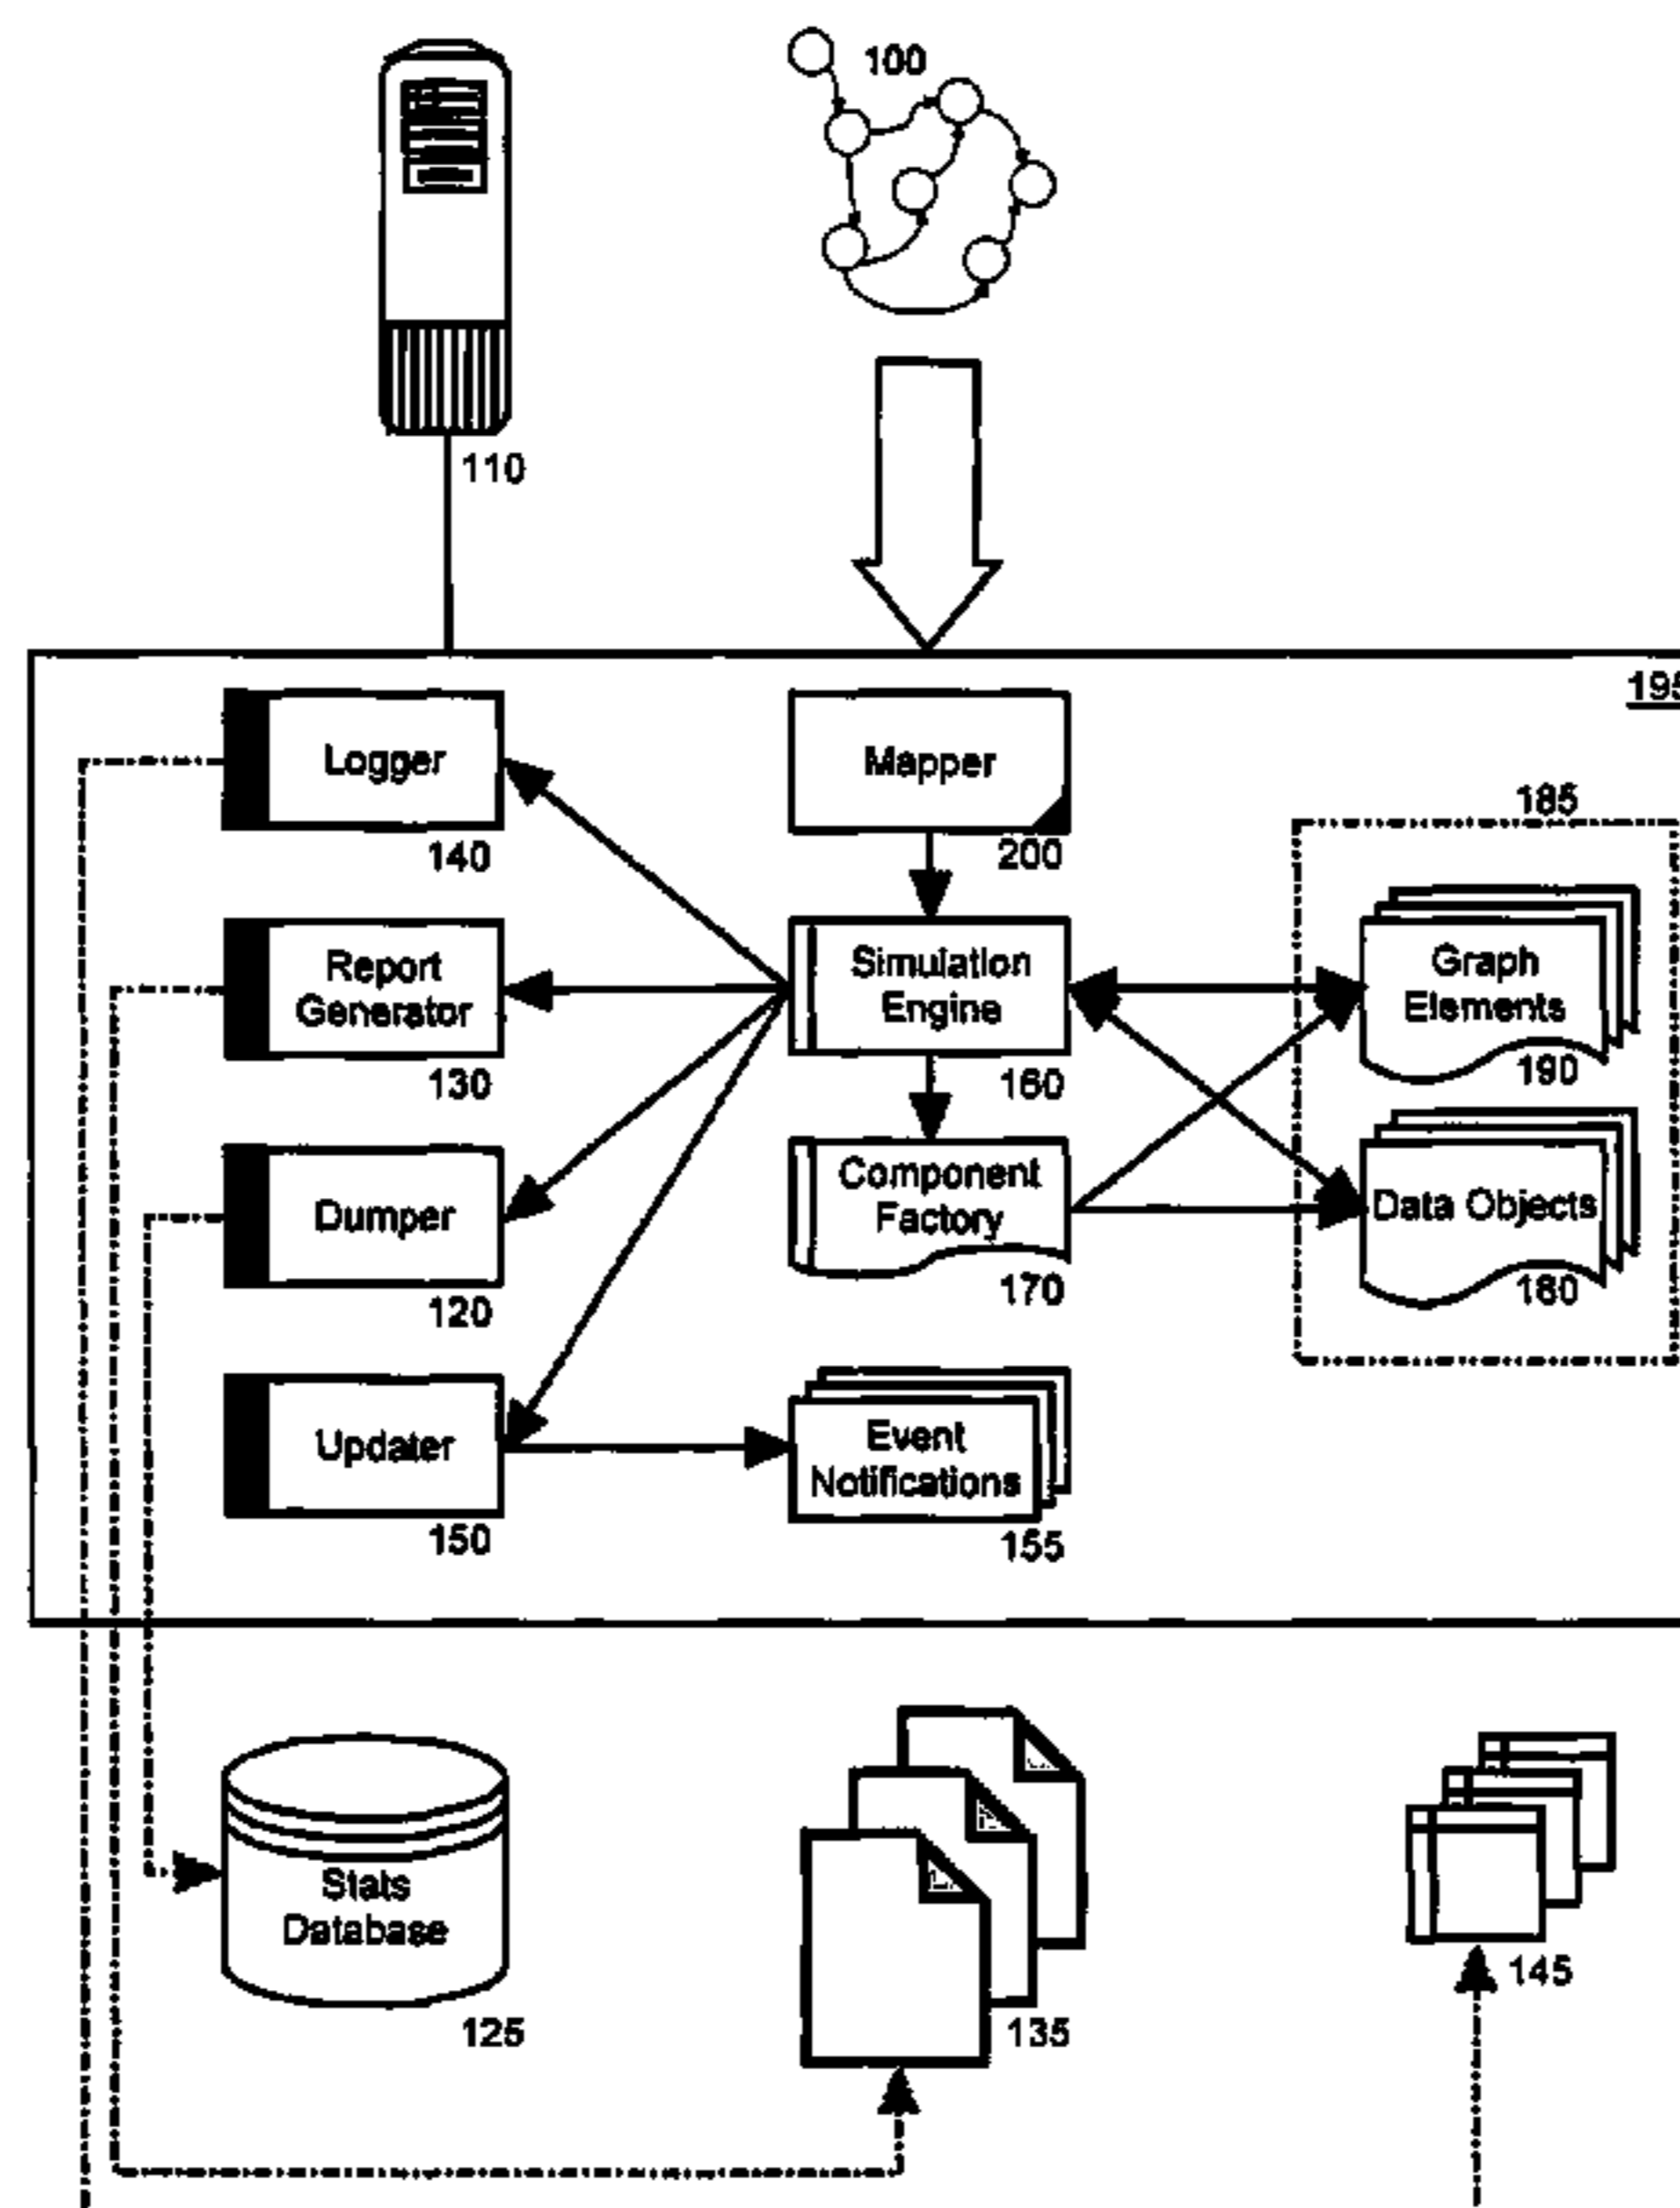 100
110
195
Logger
140
Mapper
200
185
Report
Generator
130
Simulation
Engine
160
Graph
Elements
190
Dumper
120
Component
Factory
170
Data Objects
180
Updater
150
Event
Notifications
155
Stats
Database
125
135
145